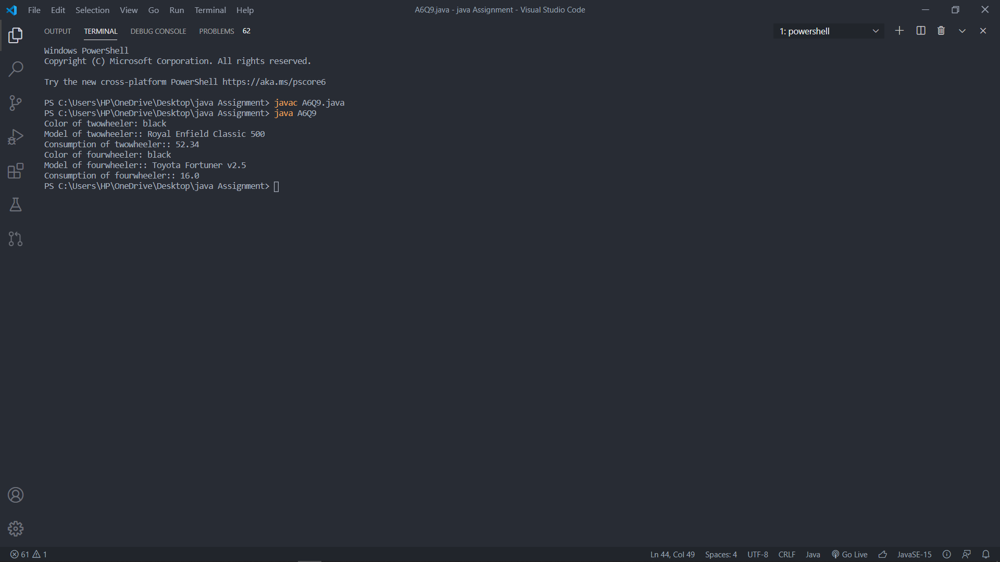 File Edit Selection View Go Run Terminal Help
A6Q9.java - java Assignment - Visual Studio Code
OUTPUT TERMINAL DEBUG CONSOLE PROBLEMS 62
1: powershell
Windows PowerShell
Copyright (C) Microsoft Corporation. All rights reserved.
Try the new cross-platform PowerShell https://aka.ms/pscore6
PS C:\Users\HP\OneDrive\Desktop\java Assignment> javac A6Q9.java
PS C:\Users\HP\OneDrive\Desktop\java Assignment> java A6Q9
Color of twowheeler: black
Model of twowheeler:: Royal Enfield Classic 500
Consumption of twowheeler:: 52.34
Color of fourwheeler: black
Model of fourwheeler:: Toyota Fortuner v2.5
Consumption of fourwheeler:: 16.0
PS C:\Users\HP\OneDrive\Desktop\java Assignment>
61 1
Ln 44, Col 49 Spaces: 4 UTF-8 CRLF Java Go Live JavaSE-15